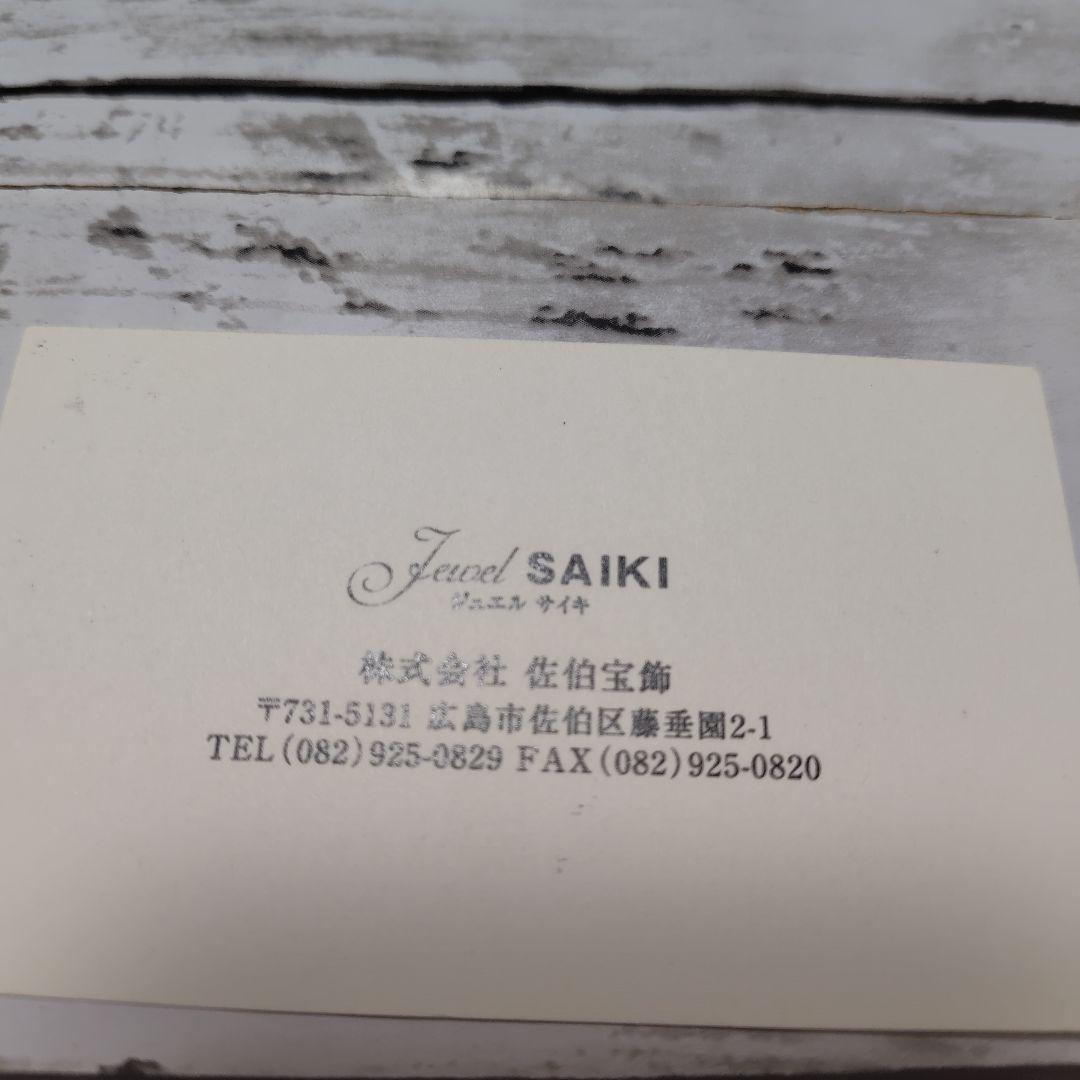 Jewel SAIKI
ジュエル サイキ
株式会社 佐伯宝飾
〒731-5131 広島市佐伯区藤垂園2-1
TEL(082)925-0829 FAX(082)925-0820